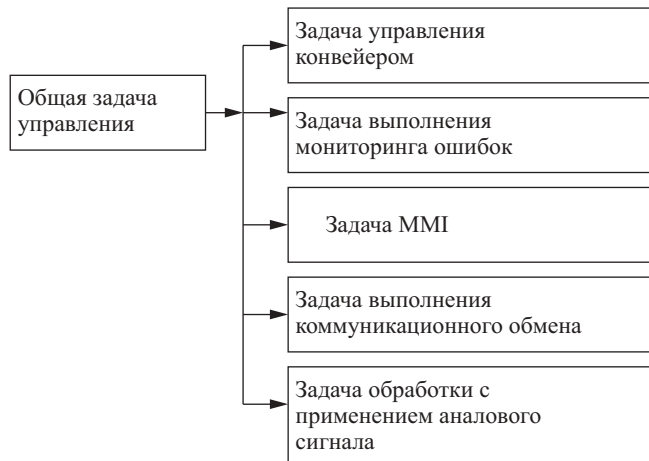 Общая задача
управления
Задача управления
конвейером
Задача выполнения
мониторинга ошибок
Задача MMI
Задача выполнения
коммуникационного обмена
Задача обработки с
применением аналового
сигнала